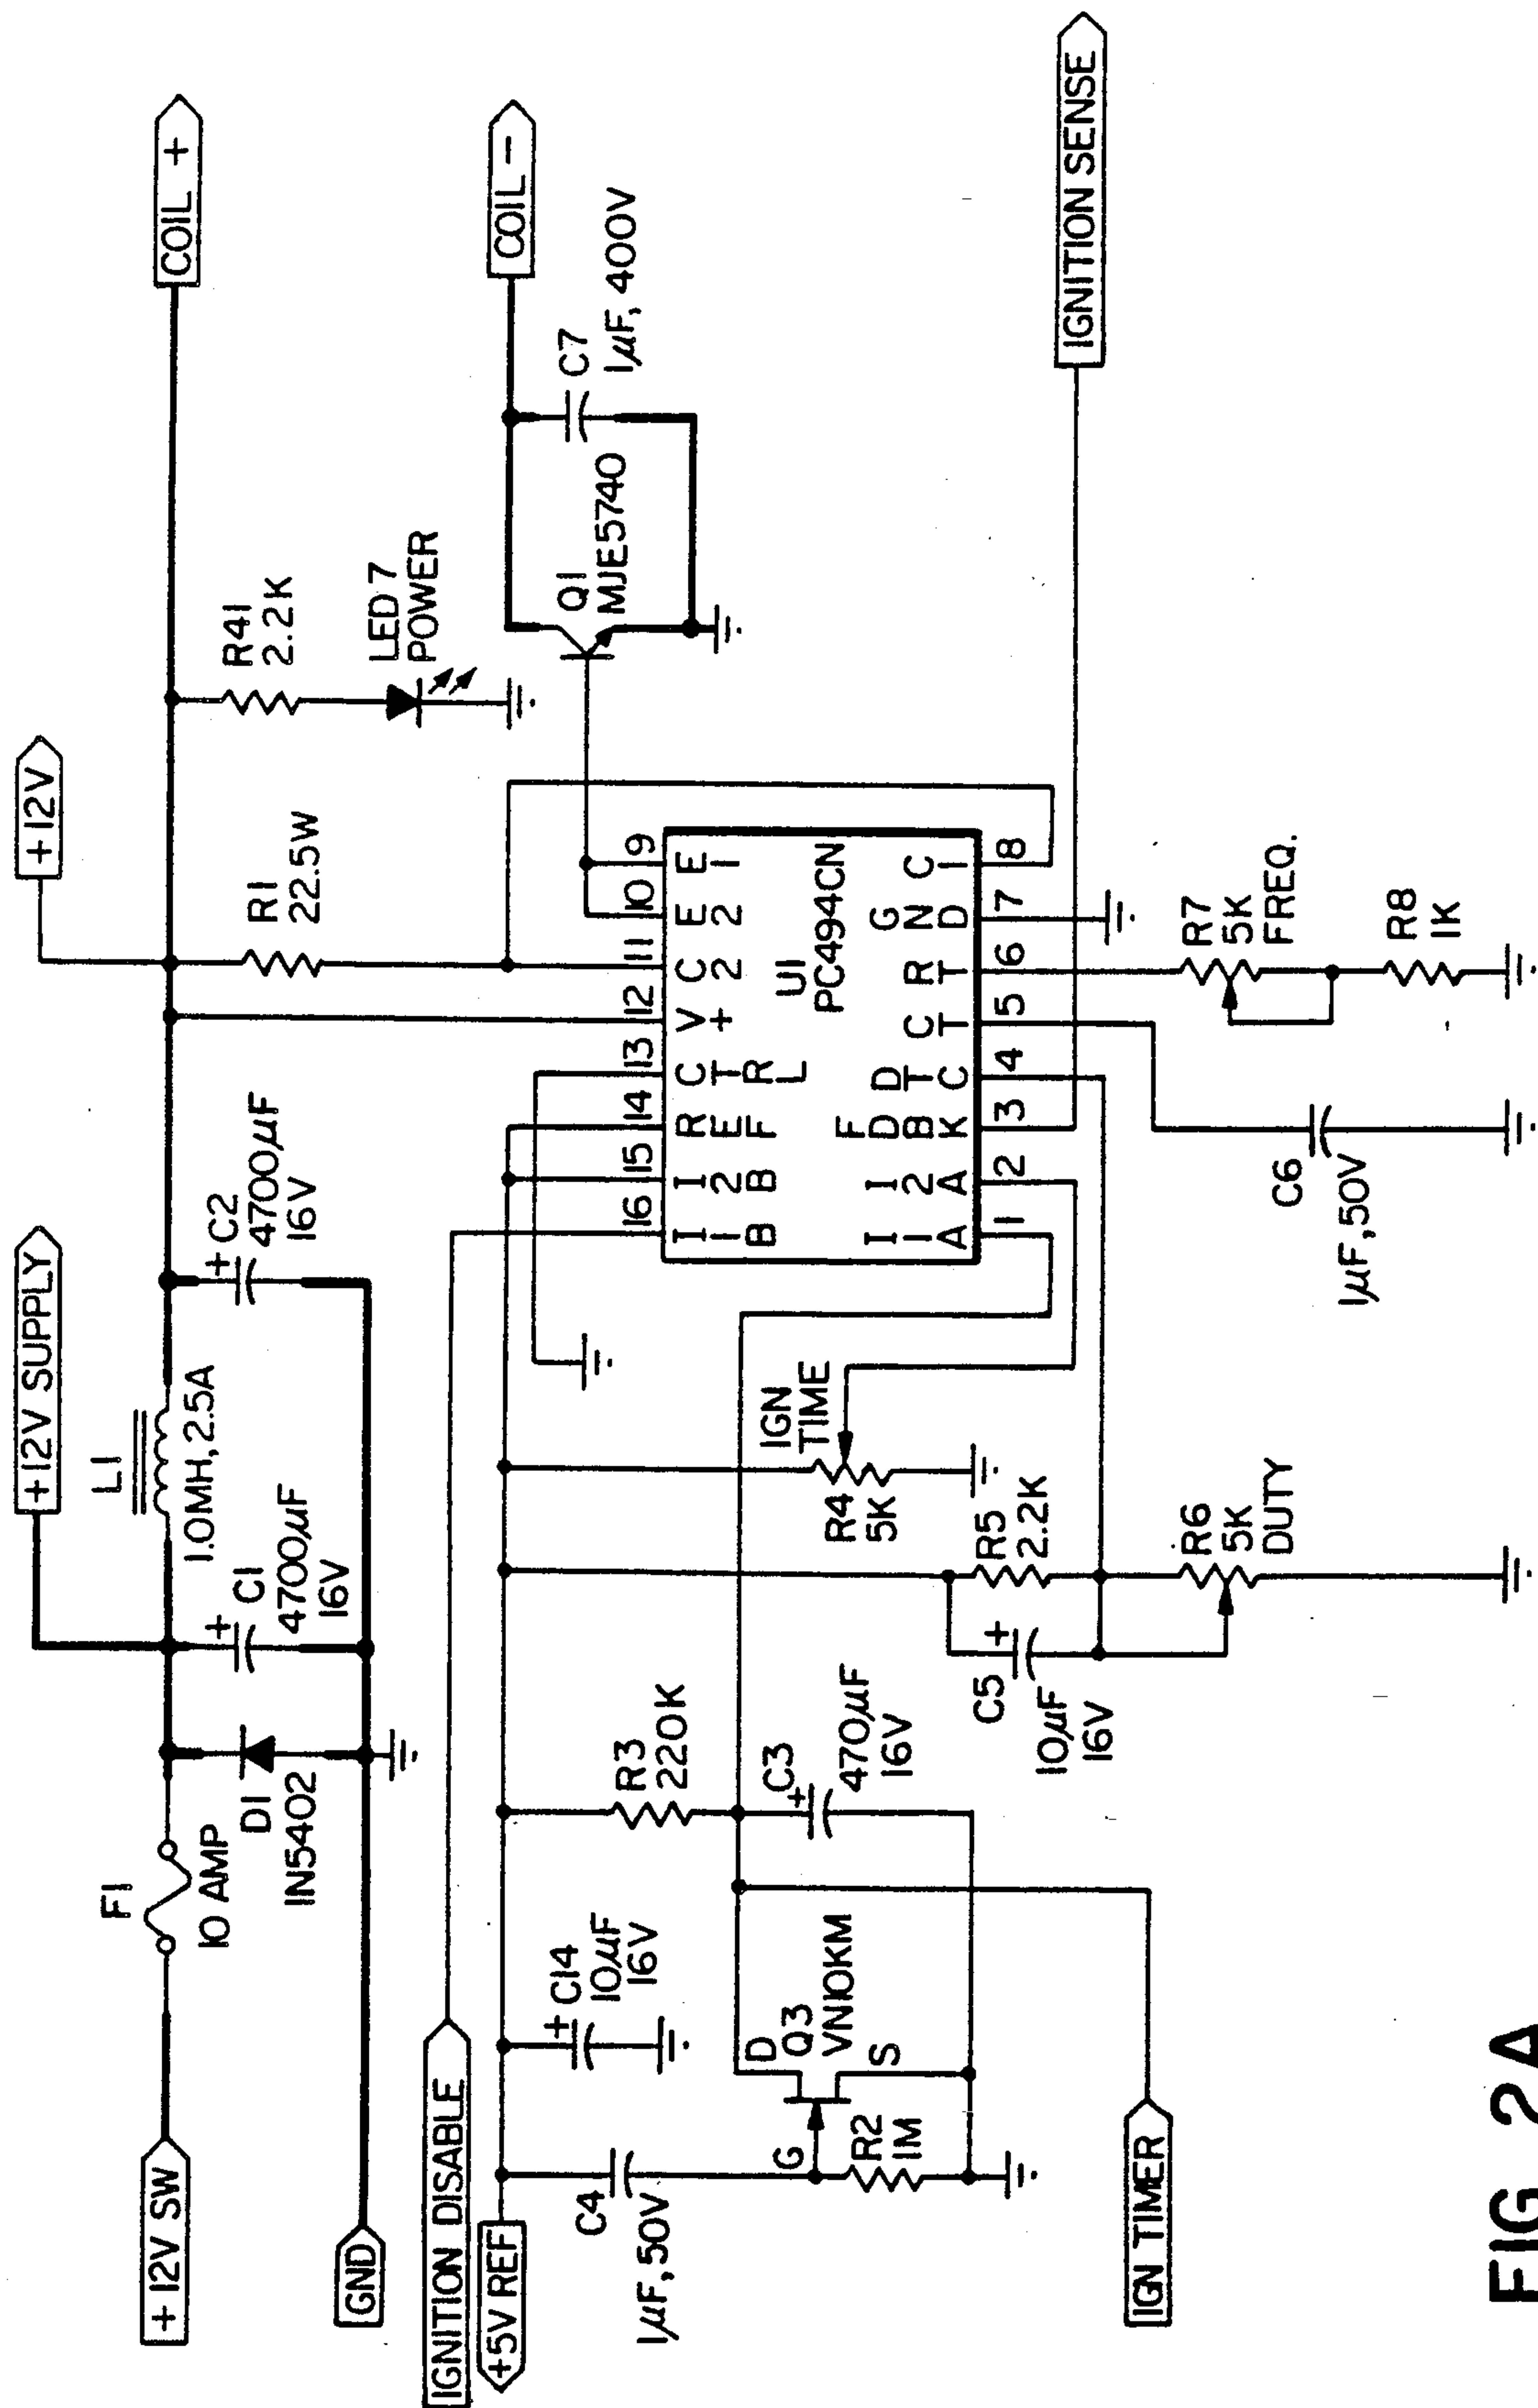 +12V SUPPLY
+12V
+12V SW
F1
10 AMP
D1
1N5402
C1
4700µF
16V
L1
1.0MH, 2.5A
C2
4700µF
16V
R1
22.5W
R41
2.2K
LED 7
POWER
COIL +
GND
IGNITION DISABLE
+5V REF
COIL -
C7
1µF, 400V
Q1
MJE5740
C4
1µF, 50V
C14
10µF
16V
R3
220K
G
D
Q3
VN10KM
S
R2
1M
C3
470µF
16V
IGN
TIME
R4
5K
R5
2.2K
C5
10µF
16V
R6
5K
DUTY
16 15 14 13 12 11 10 9
I1B I2B REF CTRL V+ C2 E2 E1
U1
PC494CN
I1A I2A FDBK DTC CT RT GND C1
1 2 3 4 5 6 7 8
IGNITION SENSE
IGN TIMER
C6
1µF, 50V
R7
5K
FREQ.
R8
1K
FIG 2A